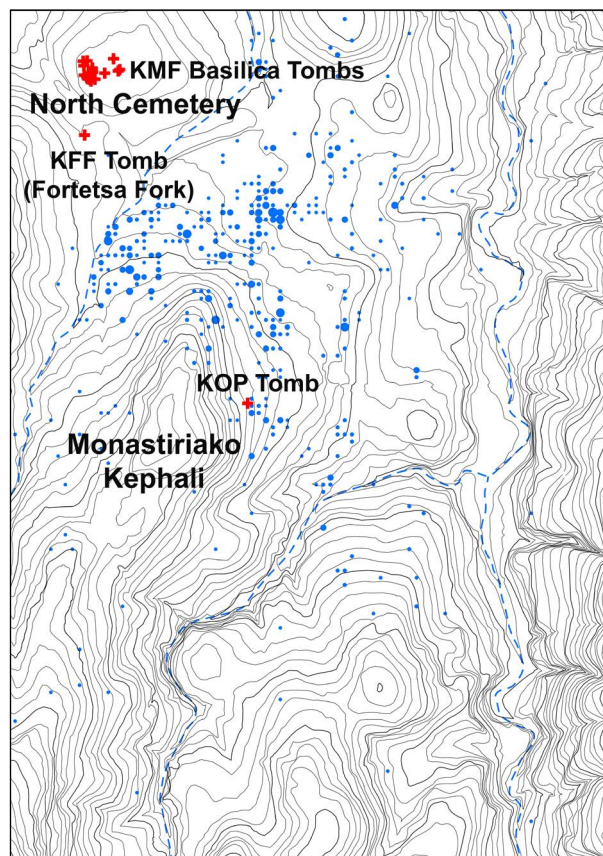 KMF Basilica Tombs
North Cemetery
KFF Tomb
(Fortetsa Fork)
KOP Tomb
Monastiriako
Kephali